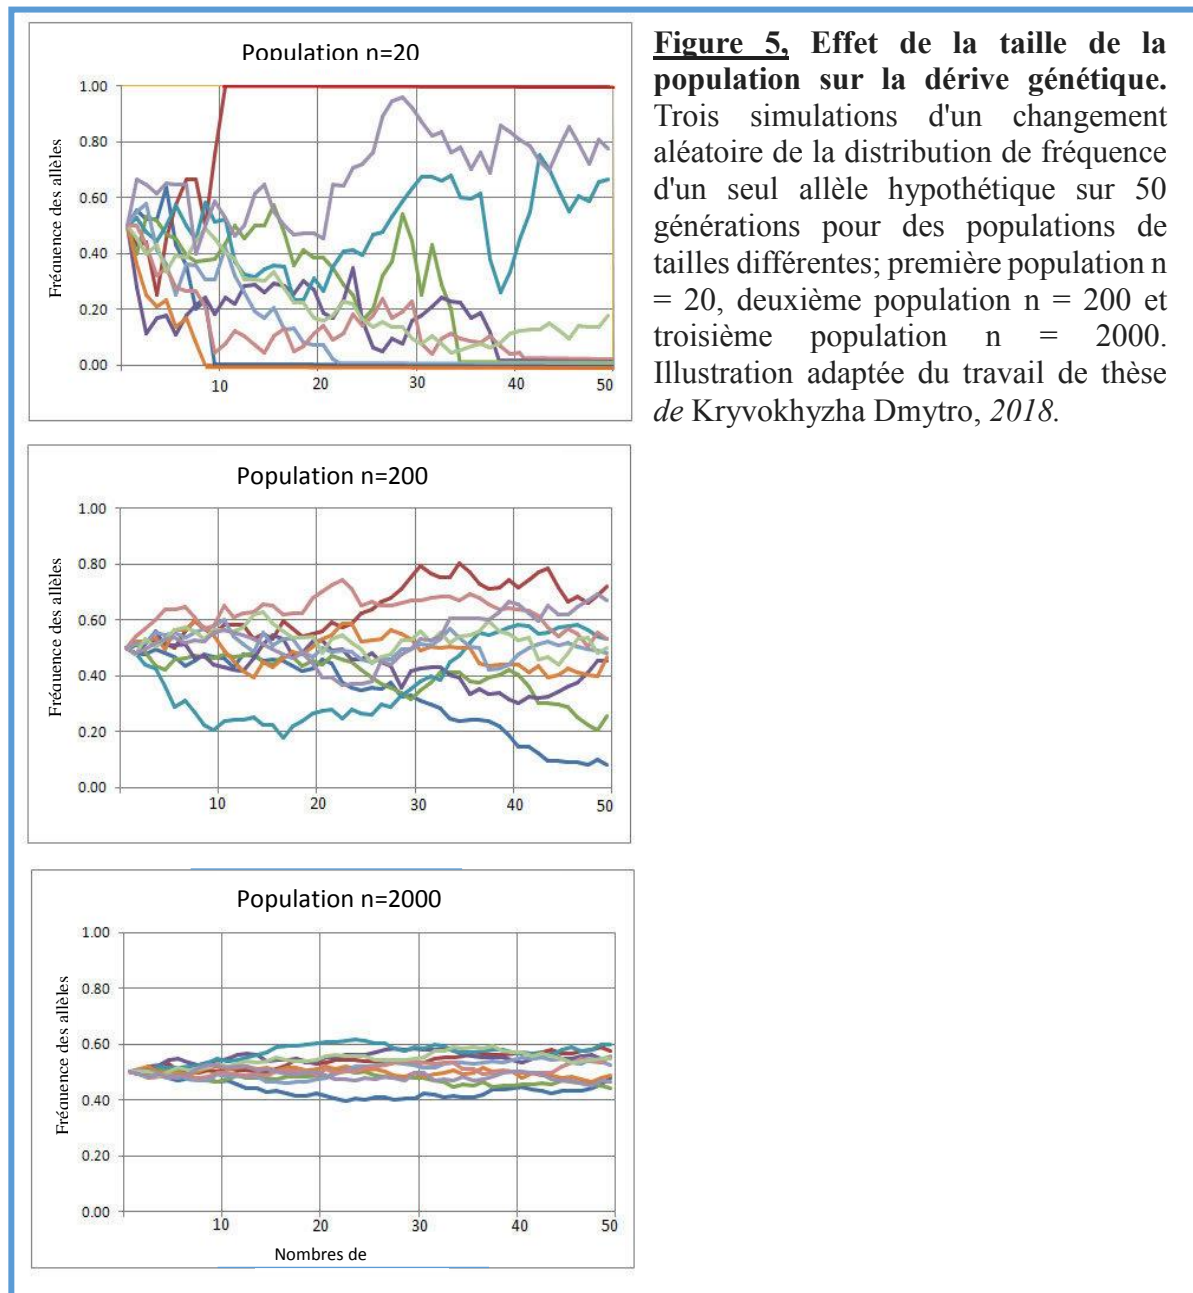 Population n=20
Fréquence des allèles
1.00
0.80
0.60
0.40
0.20
0.00
10 20 30 40 50
Figure 5, Effet de la taille de la
population sur la dérive génétique.
Trois simulations d'un changement
aléatoire de la distribution de fréquence
d'un seul allèle hypothétique sur 50
générations pour des populations de
tailles différentes; première population n
= 20, deuxième population n = 200 et
troisième population n = 2000.
Illustration adaptée du travail de thèse
de Kryvokhyzha Dmytro, 2018.
Population n=200
Fréquence des allèles
1.00
0.80
0.60
0.40
0.20
0.00
10 20 30 40 50
Population n=2000
Fréquence des allèles
1.00
0.80
0.60
0.40
0.20
0.00
10 20 30 40 50
Nombres de